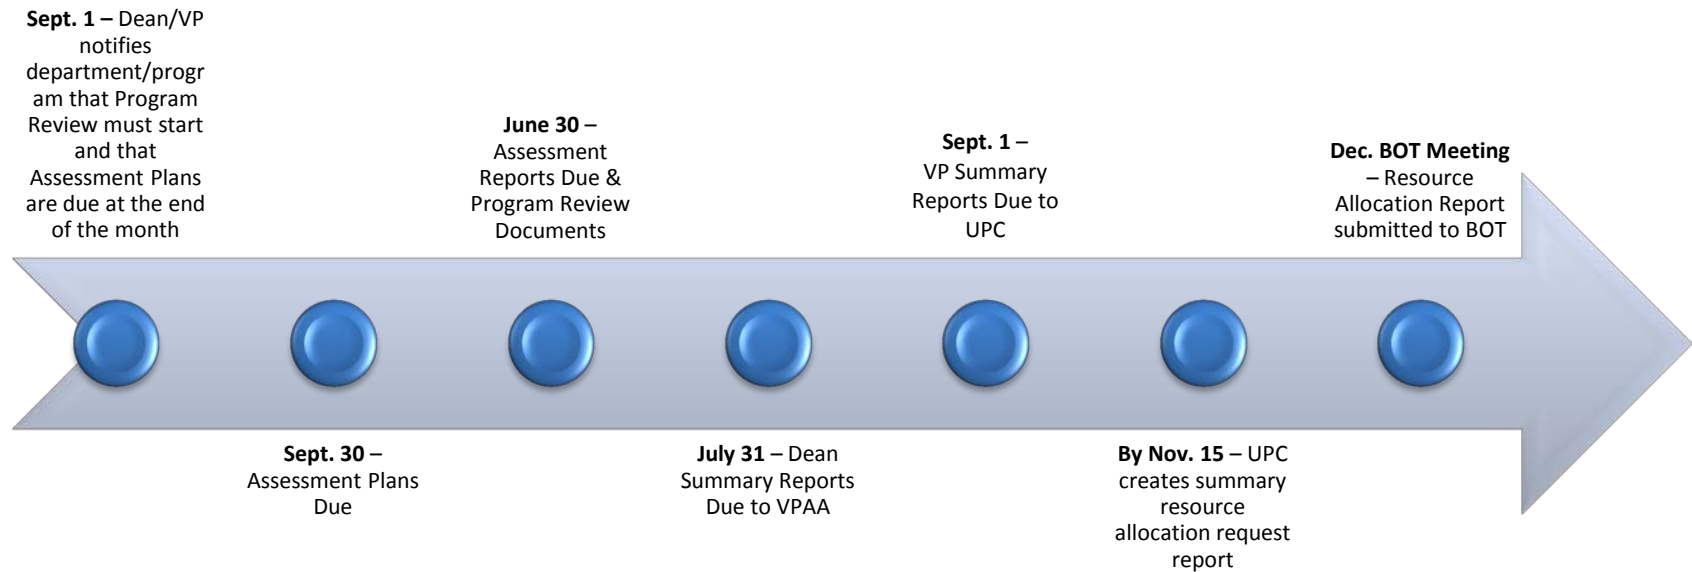 Sept. 1 – Dean/VP
notifies
department/progr
am that Program
Review must start
and that
Assessment Plans
are due at the end
of the month
Sept. 30 –
Assessment Plans
Due
June 30 –
Assessment
Reports Due &
Program Review
Documents
July 31 – Dean
Summary Reports
Due to VPAA
Sept. 1 –
VP Summary
Reports Due to
UPC
By Nov. 15 – UPC
creates summary
resource
allocation request
report
Dec. BOT Meeting
– Resource
Allocation Report
submitted to BOT